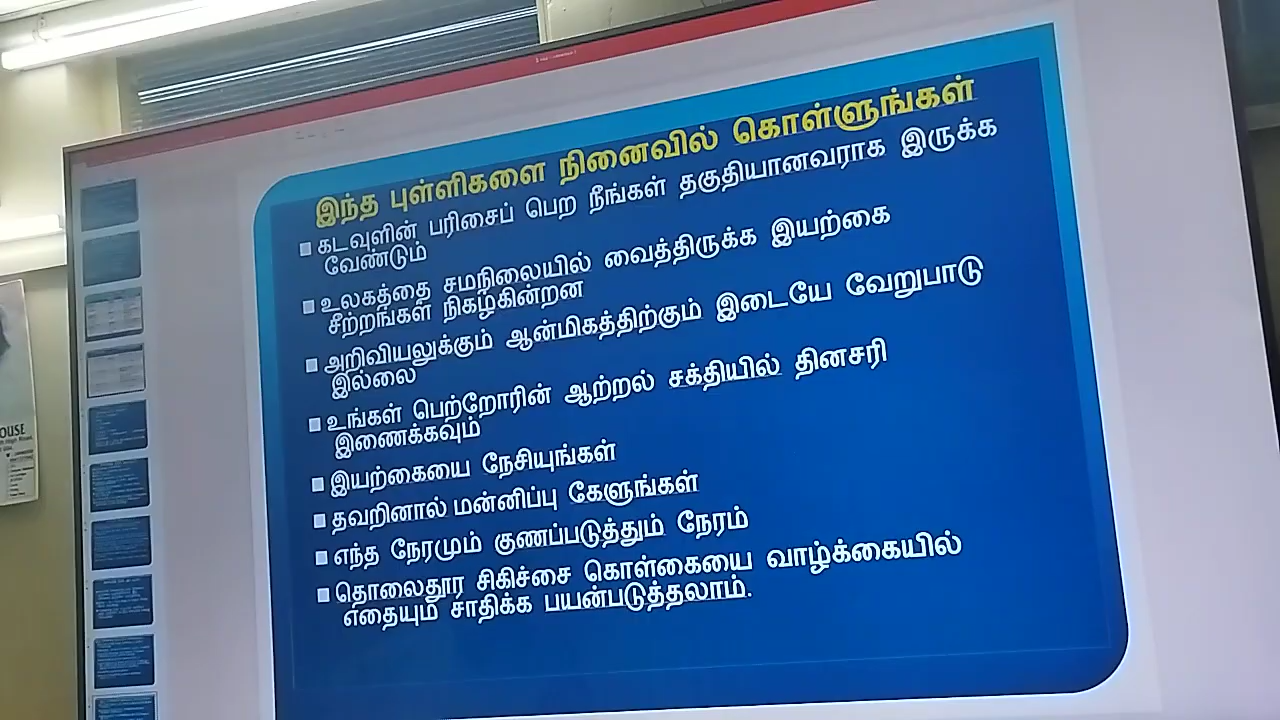 இந்த புள்ளிகளை நினைவில் கொள்ளுங்கள்
கடவுளின் பரிசைப் பெற நீங்கள் தகுதியானவராக இருக்க
வேண்டும்
உலகத்தை சமநிலையில் வைத்திருக்க இயற்கை
சீற்றங்கள் நிகழ்கின்றன
அறிவியலுக்கும் ஆன்மிகத்திற்கும் இடையே வேறுபாடு
இல்லை
உங்கள் பெற்றோரின் ஆற்றல் சக்தியில் தினசரி
இணைக்கவும்
இயற்கையை நேசியுங்கள்
தவறினால் மன்னிப்பு கேளுங்கள்
எந்த நேரமும் குணப்படுத்தும் நேரம்
தொலைதூர சிகிச்சை கொள்கையை வாழ்க்கையில்
எதையும் சாதிக்க பயன்படுத்தலாம்.
OUSE